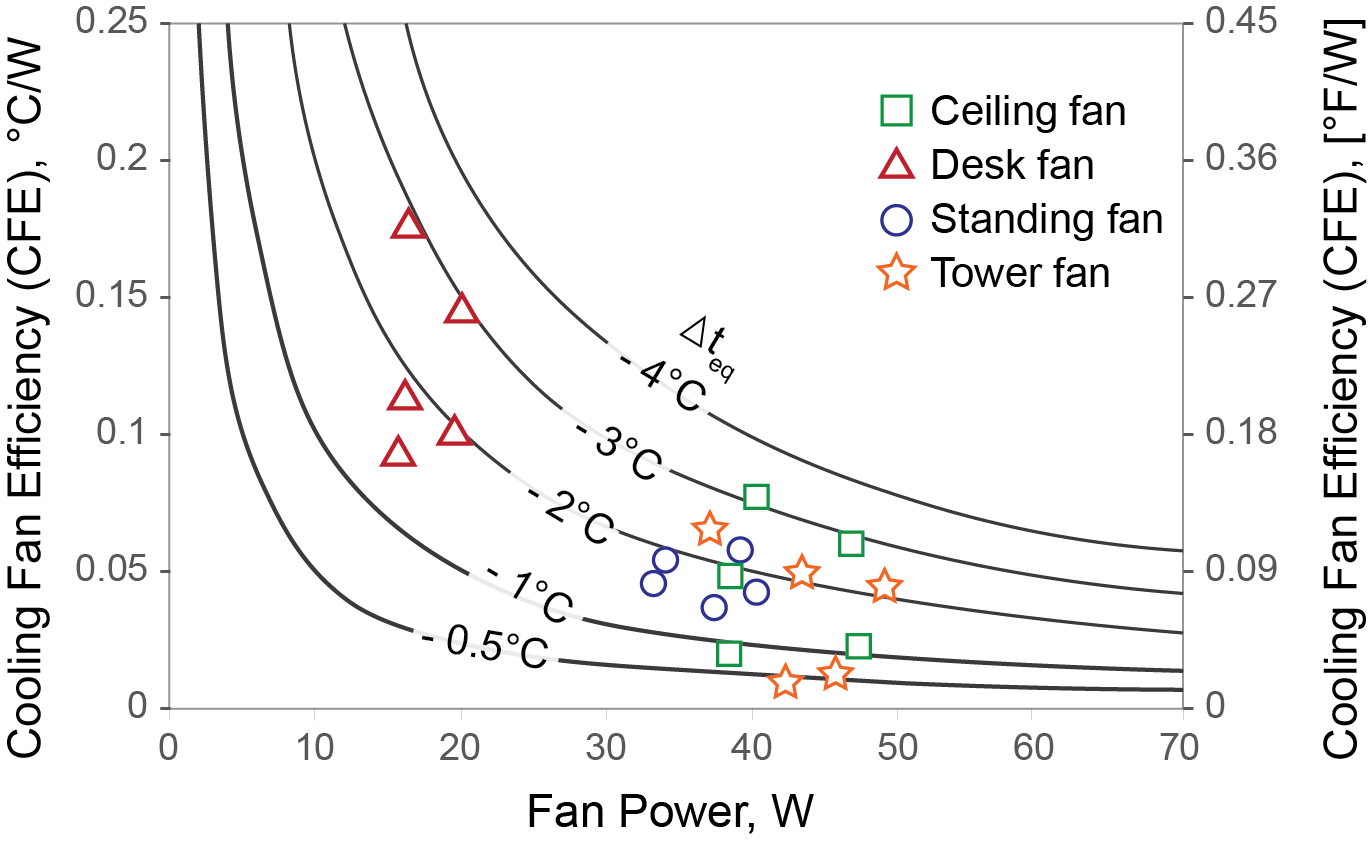 Cooling Fan Efficiency (CFE), °C/W
0.25
0.2
0.15
0.1
0.05
0
0.45
0.36
0.27
0.18
0.09
0
Cooling Fan Efficiency (CFE), [°F/W]
Ceiling fan
Desk fan
Standing fan
Tower fan
Δteq
- 4°C
- 3°C
- 2°C
- 1°C
- 0.5°C
0 10 20 30 40 50 60 70
Fan Power, W